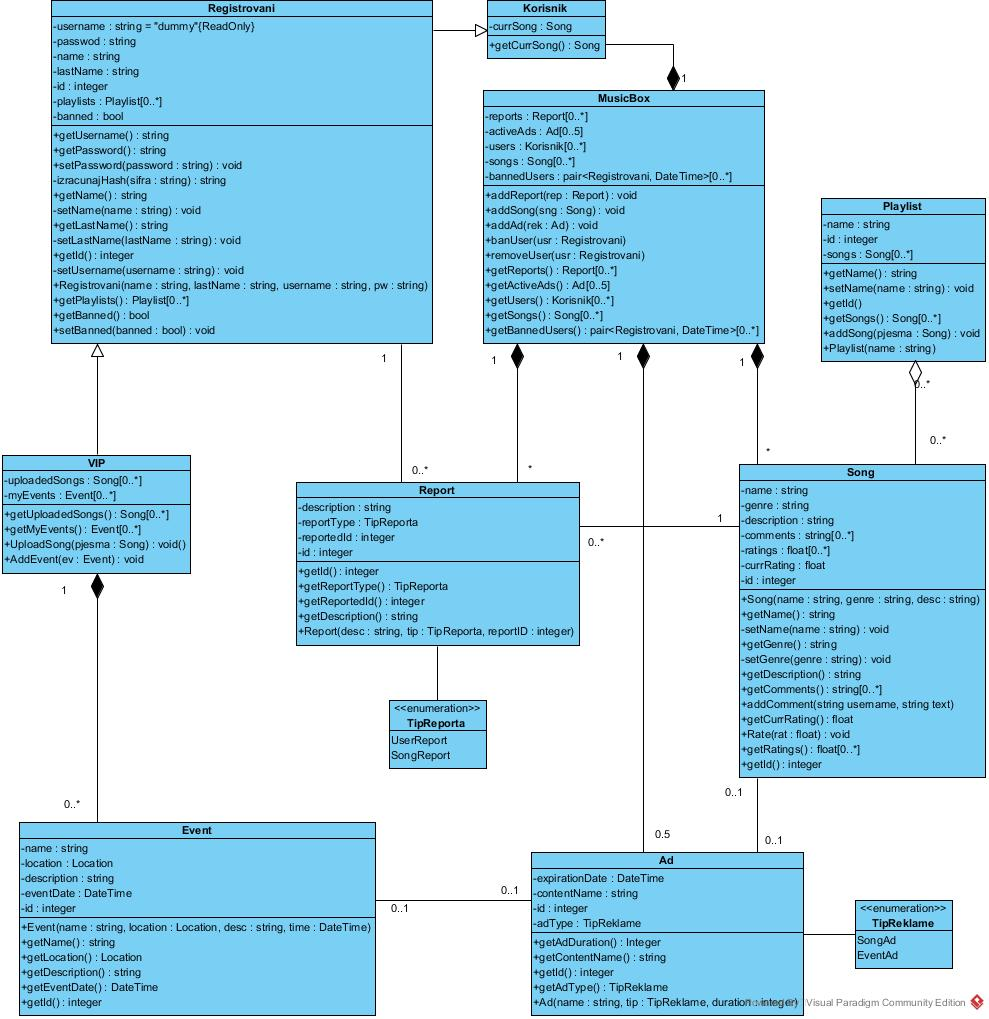 Registrovani
-username : string = "dummy"{ReadOnly}
-passwod : string
-name : string
-lastName : string
-id : integer
-playlists : Playlist[0..*]
-banned : bool
+getUsername() : string
+getPassword() : string
+setPassword(password : string) : void
-izracunajHash(sifra : string) : string
+getName() : string
-setName(name : string) : void
+getLastName() : string
-setLastName(lastName : string) : void
+getId() : integer
-setUsername(username : string) : void
+Registrovani(name : string, lastName : string, username : string, pw : string)
+getPlaylists() : Playlist[0..*]
+getBanned() : bool
+setBanned(banned : bool) : void
Korisnik
-currSong : Song
+getCurrSong() : Song
1
MusicBox
-reports : Report[0..*]
-activeAds : Ad[0..5]
-users : Korisnik[0..*]
-songs : Song[0..*]
-bannedUsers : pair<Registrovani, DateTime>[0..*]
+addReport(rep : Report) : void
+addSong(sng : Song) : void
+addAd(rek : Ad) : void
+banUser(usr : Registrovani)
+removeUser(usr : Registrovani)
+getReports() : Report[0..*]
+getActiveAds() : Ad[0..5]
+getUsers() : Korisnik[0..*]
+getSongs() : Song[0..*]
+getBannedUsers() : pair<Registrovani, DateTime>[0..*]
Playlist
-name : string
-id : integer
-songs : Song[0..*]
+getName() : string
+setName(name : string) : void
+getId()
+getSongs() : Song[0..*]
+addSong(pjesma : Song) : void
+Playlist(name : string)
1
1
1
1
0..*
0..*
*
*
0..*
VIP
-uploadedSongs : Song[0..*]
-myEvents : Event[0..*]
+getUploadedSongs() : Song[0..*]
+getMyEvents() : Event[0..*]
+UploadSong(pjesma : Song) : void()
+AddEvent(ev : Event) : void
1
0..*
Report
-description : string
-reportType : TipReporta
-reportedId : integer
-id : integer
+getId() : integer
+getReportType() : TipReporta
+getReportedId() : integer
+getDescription() : string
+Report(desc : string, tip : TipReporta, reportID : integer)
0..*
1
Song
-name : string
-genre : string
-description : string
-comments : string[0..*]
-ratings : float[0..*]
-currRating : float
-id : integer
+Song(name : string, genre : string, desc : string)
+getName() : string
-setName(name : string) : void
+getGenre() : string
-setGenre(genre : string) : void
+getDescription() : string
+getComments() : string[0..*]
+addComment(string username, string text)
+getCurrRating() : float
+Rate(rat : float) : void
+getRatings() : float[0..*]
+getId() : integer
<<enumeration>>
TipReporta
UserReport
SongReport
0..1
0.5
0..1
Event
-name : string
-location : Location
-description : string
-eventDate : DateTime
-id : integer
+Event(name : string, location : Location, desc : string, time : DateTime)
+getName() : string
+getLocation() : Location
+getDescription() : string
+getEventDate() : DateTime
+getId() : integer
0..1
0..1
Ad
-expirationDate : DateTime
-contentName : string
-id : integer
-adType : TipReklame
+getAdDuration() : Integer
+getContentName() : string
+getId() : integer
+getAdType() : TipReklame
+Ad(name : string, tip : TipReklame, duration : integer)
<<enumeration>>
TipReklame
SongAd
EventAd
Visual Paradigm Community Edition